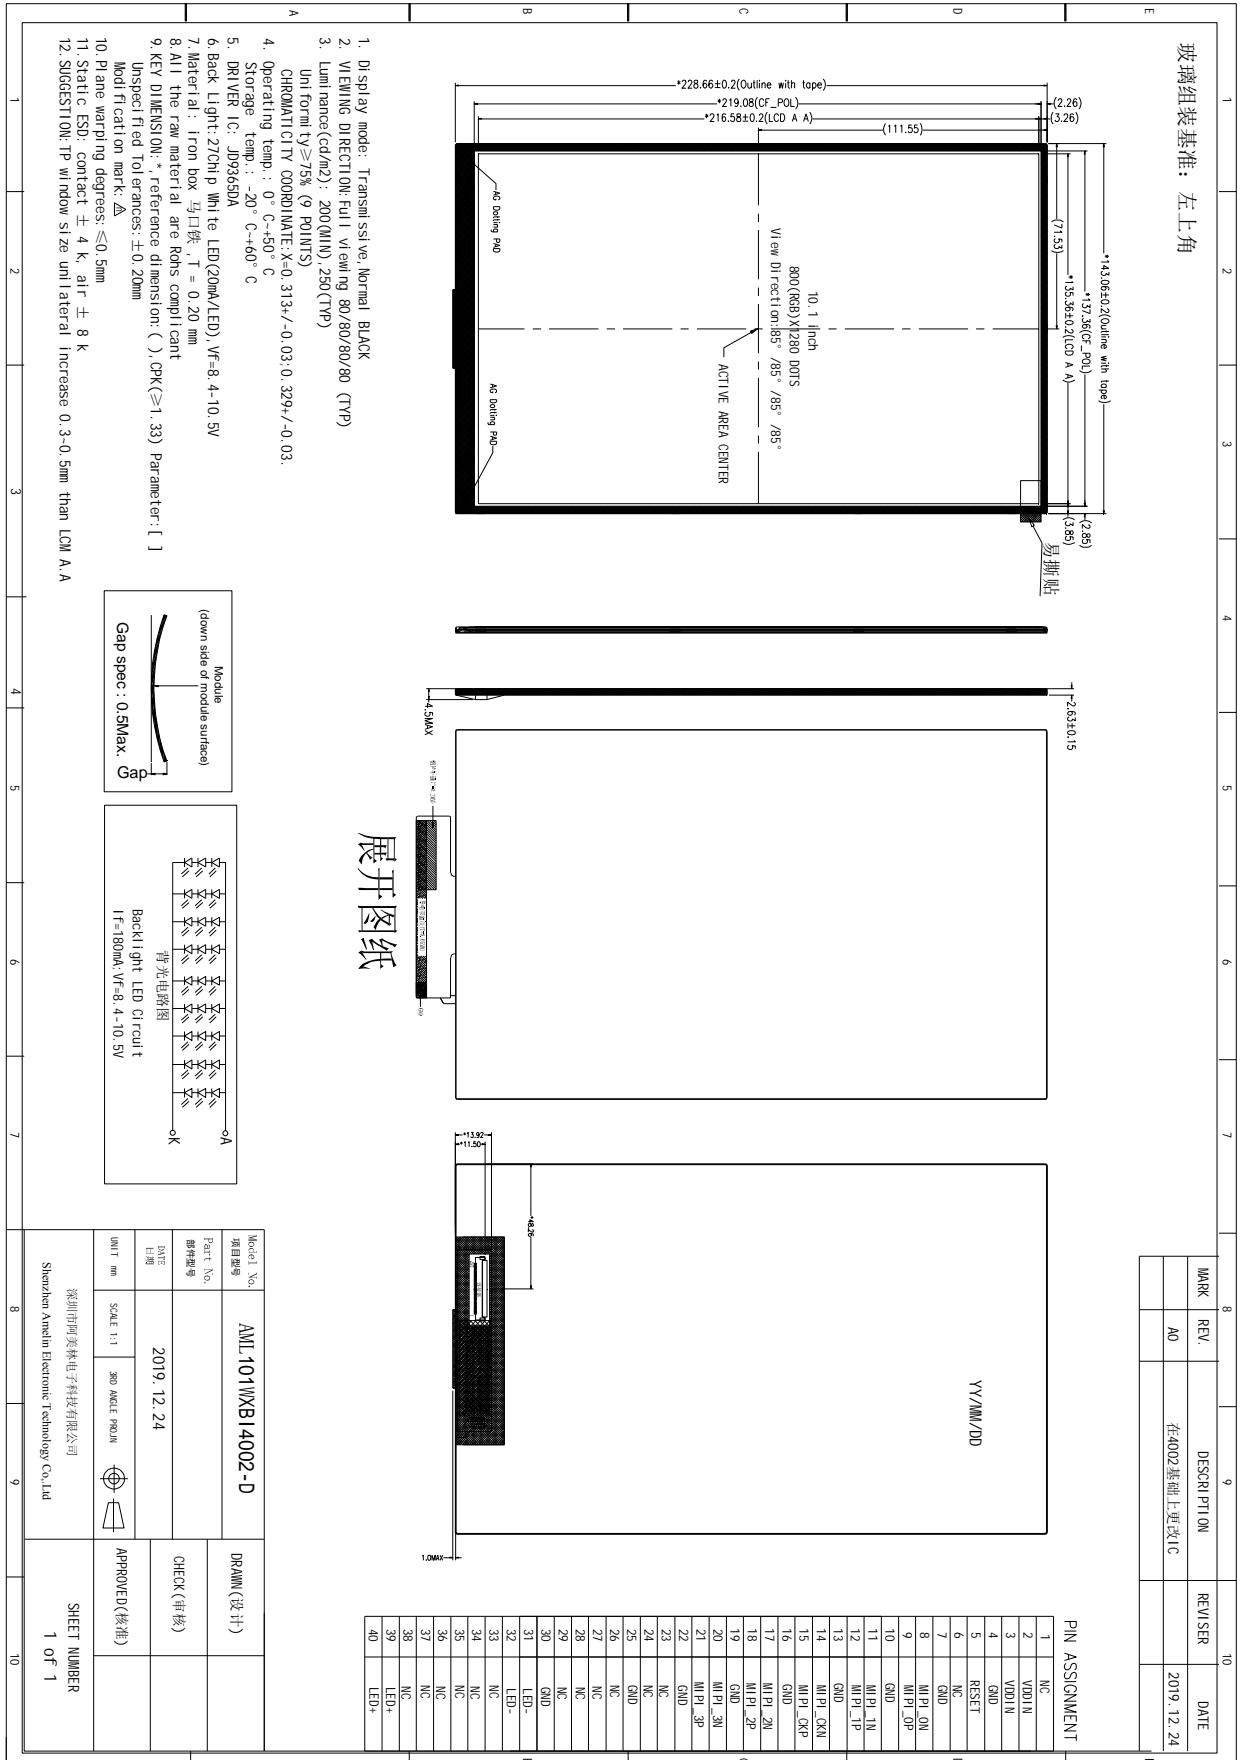 玻璃组装基准: 左上角
MARK REV. DESCRIPTION REVISER DATE
A0 在4002基础上更改IC 2019.12.24
*228.66±0.2(Outline with tape)
*219.08(CF_POL)
*216.58±0.2(LCD A A)
(111.55)
(2.26)
(3.26)
*143.06±0.2(Outline with tape)
*137.36(CF_POL)
*135.36±0.2(LCD A A)
(71.53)
(2.85)
(3.85)
易撕贴
10.1 inch
800(RGB)X1280 DOTS
View Direction:85° /85° /85° /85°
ACTIVE AREA CENTER
AG Dotting PAD
AG Dotting PAD
2.63±0.15
4.5MAX
展开图纸
*13.92
*11.50
*48.26
1.0MAX
YY/MM/DD
PIN ASSIGNMENT
1 NC
2 VDDIN
3 VDDIN
4 GND
5 RESET
6 NC
7 GND
8 MIPI_0N
9 MIPI_0P
10 GND
11 MIPI_1N
12 MIPI_1P
13 GND
14 MIPI_CKN
15 MIPI_CKP
16 GND
17 MIPI_2N
18 MIPI_2P
19 GND
20 MIPI_3N
21 MIPI_3P
22 GND
23 NC
24 NC
25 GND
26 NC
27 NC
28 NC
29 NC
30 GND
31 LED-
32 LED-
33 NC
34 NC
35 NC
36 NC
37 NC
38 NC
39 LED+
40 LED+
1. Display mode: Transmissive,Normal BLACK
2. VIEWING DIRECTION:Full viewing 80/80/80/80 (TYP)
3. Luminance(cd/m2): 200(MIN),250(TYP)
Uniformity≥75% (9 POINTS)
CHROMATICITY COORDINATE:X=0.313+/-0.03;0.329+/-0.03.
4. Operating temp.: 0° C~+50° C
Storage temp.: -20° C~+60° C
5. DRIVER IC: JD9365DA
6.Back Light:27Chip White LED(20mA/LED),Vf=8.4-10.5V
7.Material: iron box 马口铁 ,T = 0.20 mm
8.All the raw material are Rohs complicant
9.KEY DIMENSION:*,reference dimension:( ),CPK(≥1.33) Parameter:[ ]
Unspecified Tolerances:±0.20mm
Modification mark: A
10.Plane warping degrees:≤0.5mm
11.Static ESD: contact ± 4 k, air ± 8 k
12.SUGGESTION:TP window size unilateral increase 0.3~0.5mm than LCM A.A
Module
(down side of module surface)
Gap
Gap spec : 0.5Max.
A
K
背光电路图
Backlight LED Circuit
If=180mA;Vf=8.4-10.5V
Model No.
项目型号
AML101WXBI4002-D
DRAWN(设计)
Part No.
部件型号
CHECK(审核)
DATE
日期
2019.12.24
UNIT mm SCALE 1:1 3RD ANGLE PROJN
APPROVED(核准)
深圳市阿美林电子科技有限公司
Shenzhen Amelin Electronic Technology Co,Ltd
SHEET NUMBER
1 of 1
A B C D E
1 2 3 4 5 6 7 8 9 10
1 2 3 4 5 6 7 8 9 10